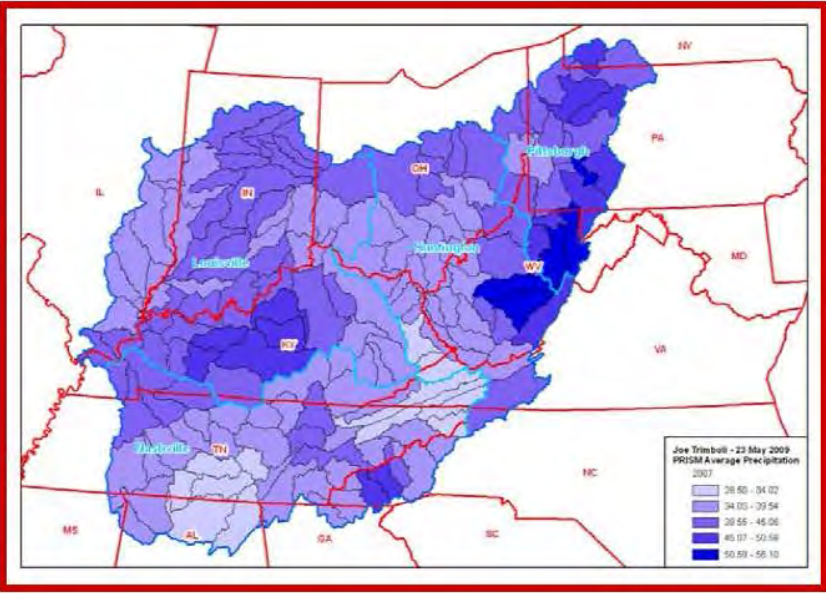 NY
PA
Pittsburgh
OH
IL
IN
Huntington
MD
Louisville
WV
KY
VA
Nashville
TN
Joe Trimboli - 23 May 2009
PRISM Average Precipitation
2007
28.50 - 34.02
34.03 - 39.54
39.55 - 45.06
45.07 - 50.58
50.59 - 56.10
NC
MS
AL
GA
SC